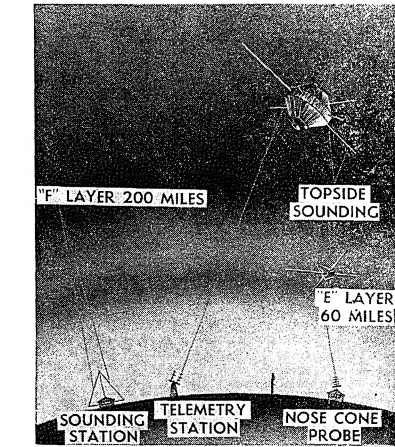 "F" LAYER 200 MILES
TOPSIDE
SOUNDING
"E" LAYER
60 MILES
SOUNDING
STATION
TELEMETRY
STATION
NOSE CONE
PROBE